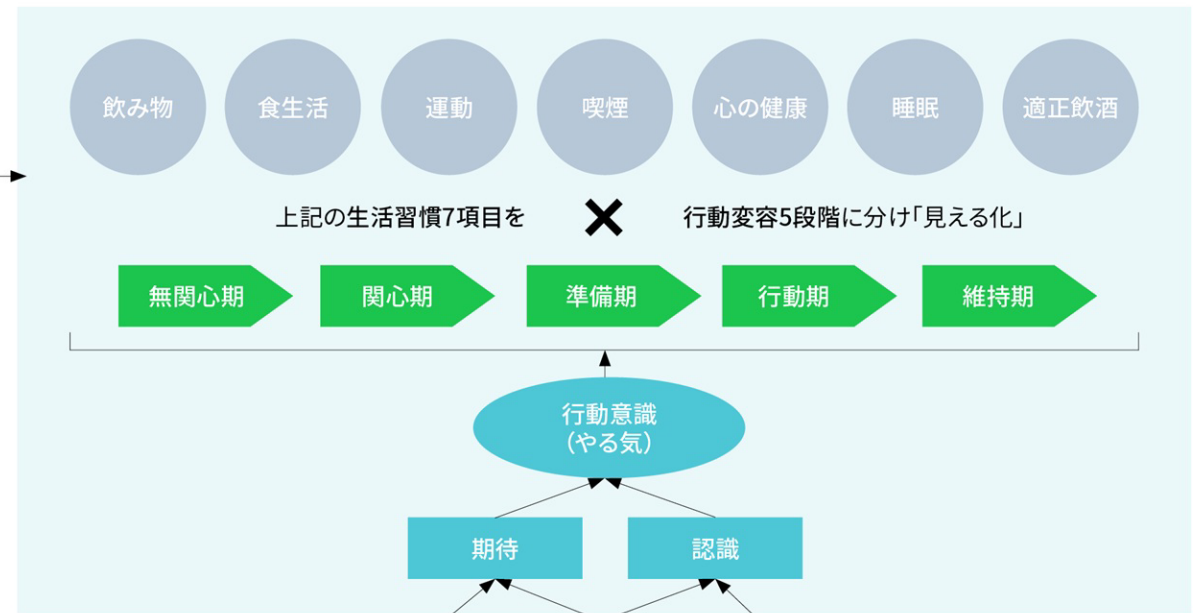 飲み物
食生活
運動
喫煙
心の健康
睡眠
適正飲酒
上記の生活習慣7項目を
行動変容5段階に分け「見える化」
無関心期
関心期
準備期
行動期
維持期
行動意識
(やる気)
期待
認識